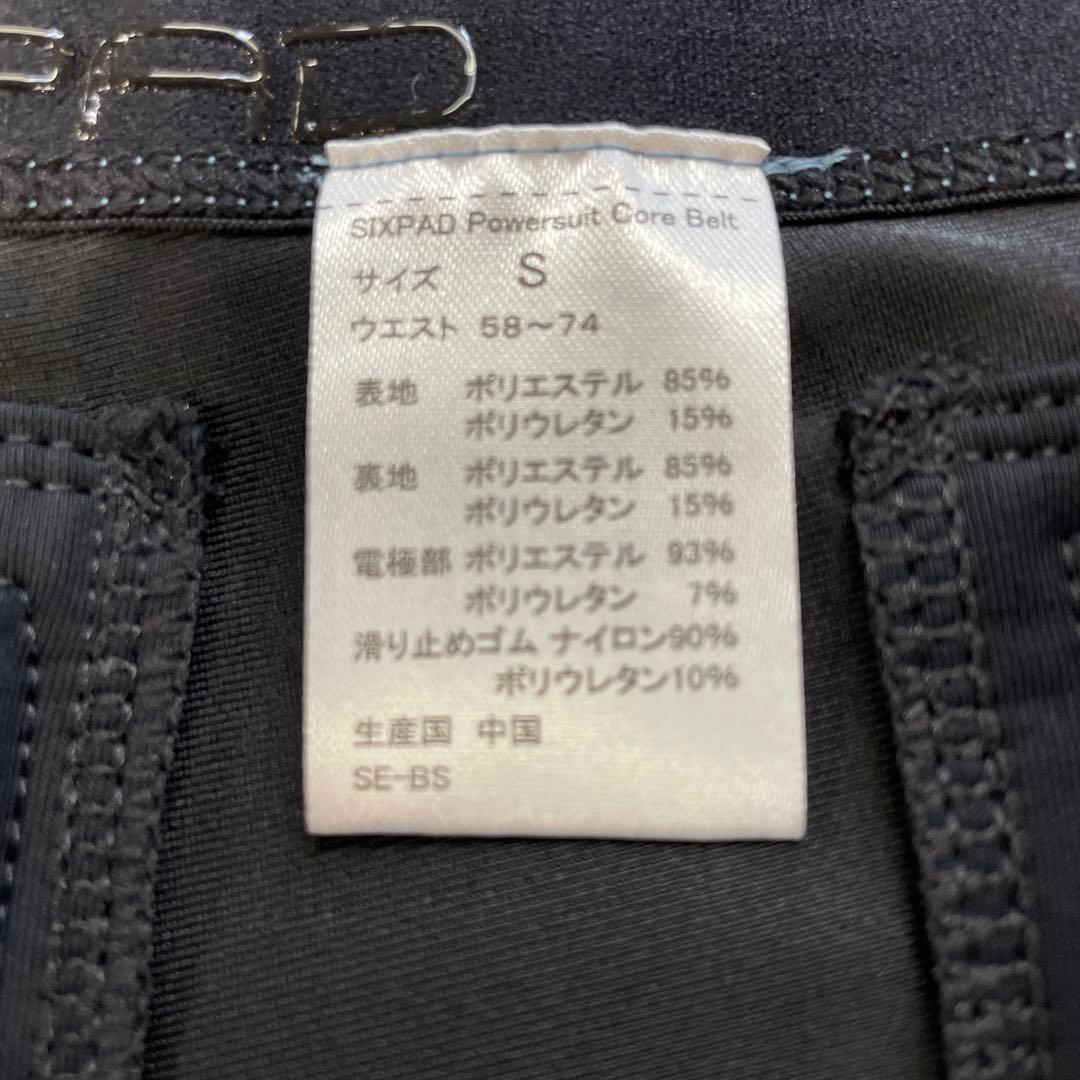 PAD
SIXPAD Powersuit Core Belt
サイズ S
ウエスト 58～74
表地 ポリエステル 85%
ポリウレタン 15%
裏地 ポリエステル 85%
ポリウレタン 15%
電極部 ポリエステル 93%
ポリウレタン 7%
滑り止めゴム ナイロン90%
ポリウレタン10%
生産国 中国
SE-BS